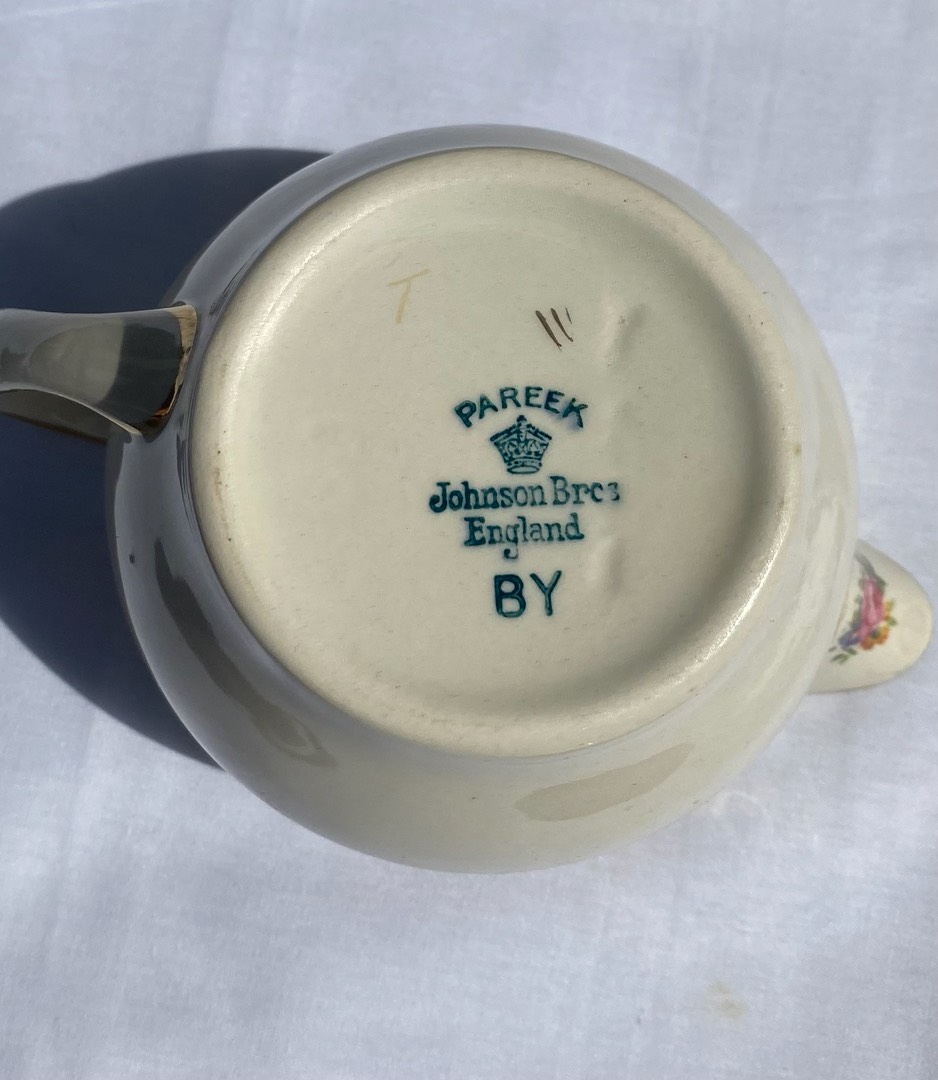 T
PAREEK
Johnson Bros
England
BY